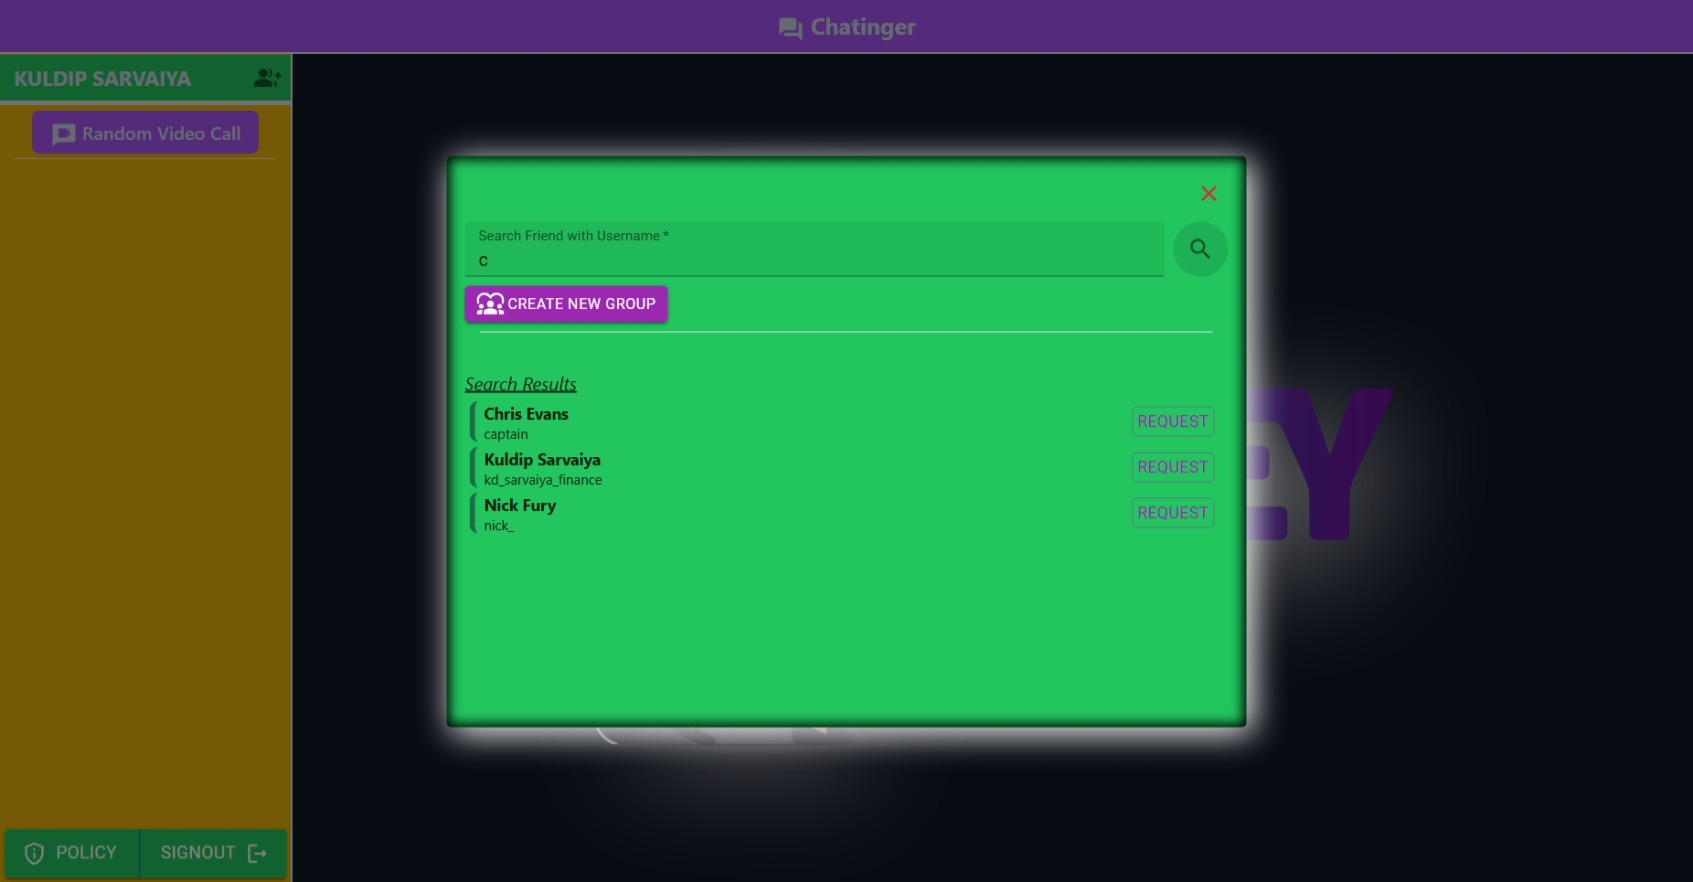 Chatinger
KULDIP SARVAIYA
Random Video Call
Search Friend with Username *
c
CREATE NEW GROUP
Search Results
Chris Evans
captain
REQUEST
Kuldip Sarvaiya
kd_sarvaiya_finance
REQUEST
Nick Fury
nick_
REQUEST
POLICY
SIGNOUT